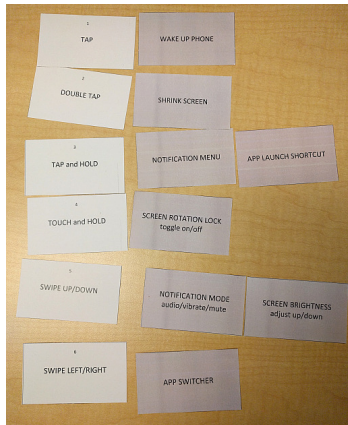 1
TAP
WAKE UP PHONE
2
DOUBLE TAP
SHRINK SCREEN
3
TAP and HOLD
NOTIFICATION MENU
APP LAUNCH SHORTCUT
4
TOUCH and HOLD
SCREEN ROTATION LOCK
toggle on/off
5
SWIPE UP/DOWN
NOTIFICATION MODE
audio/vibrate/mute
SCREEN BRIGHTNESS
adjust up/down
6
SWIPE LEFT/RIGHT
APP SWITCHER